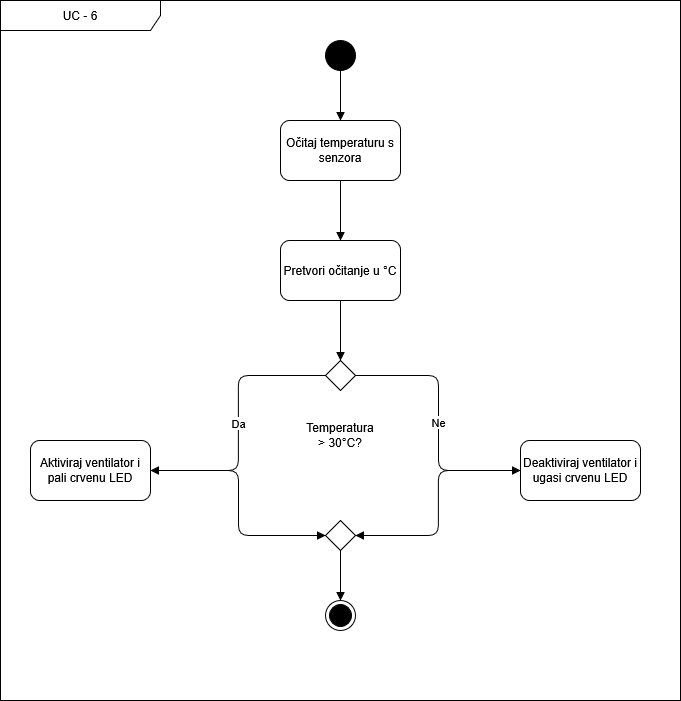 UC - 6
Očitaj temperaturu s
senzora
Pretvori očitanje u °C
Da
Temperatura
> 30°C?
Ne
Aktiviraj ventilator i
pali crvenu LED
Deaktiviraj ventilator i
ugasi crvenu LED